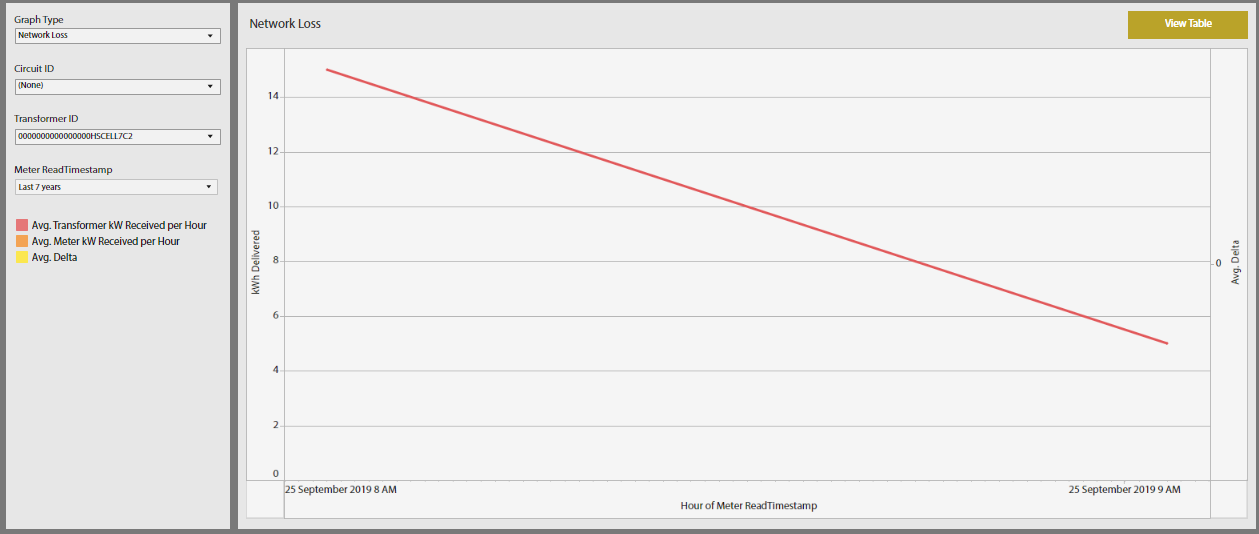 Graph Type
Network Loss
Circuit ID
(None)
Transformer ID
0000000000000000HSCELL7C2
Meter ReadTimestamp
Last 7 years
Avg. Transformer kW Received per Hour
Avg. Meter kW Received per Hour
Avg. Delta
Network Loss
View Table
kWh Delivered
14
12
10
8
6
4
2
0
0
Avg. Delta
25 September 2019 8 AM
25 September 2019 9 AM
Hour of Meter ReadTimestamp